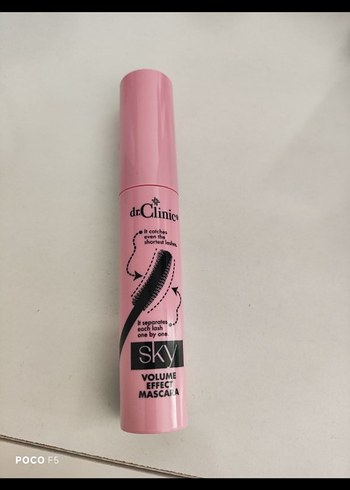 dr.Clinic®
It catches
even the
shortest lashes.
It separates
each lash
one by one.
sky
VOLUME
EFFECT
MASCARA
POCO F5